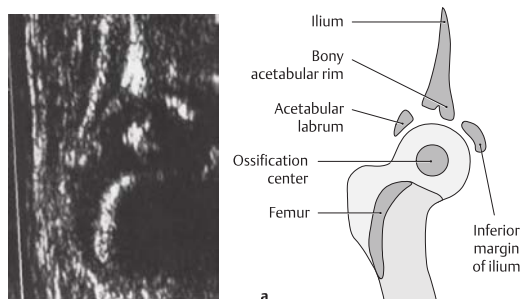 Ilium
Bony
acetabular rim
Acetabular
labrum
Ossification
center
Femur
Inferior
margin
of ilium
a